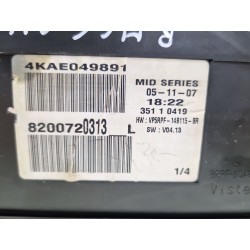 4KAE049891
MID SERIES
05-11-07
18:22
351 1 0419
HW : VP5RPF-14B115-BR
SW : V04.13
8200720313 L
1/4